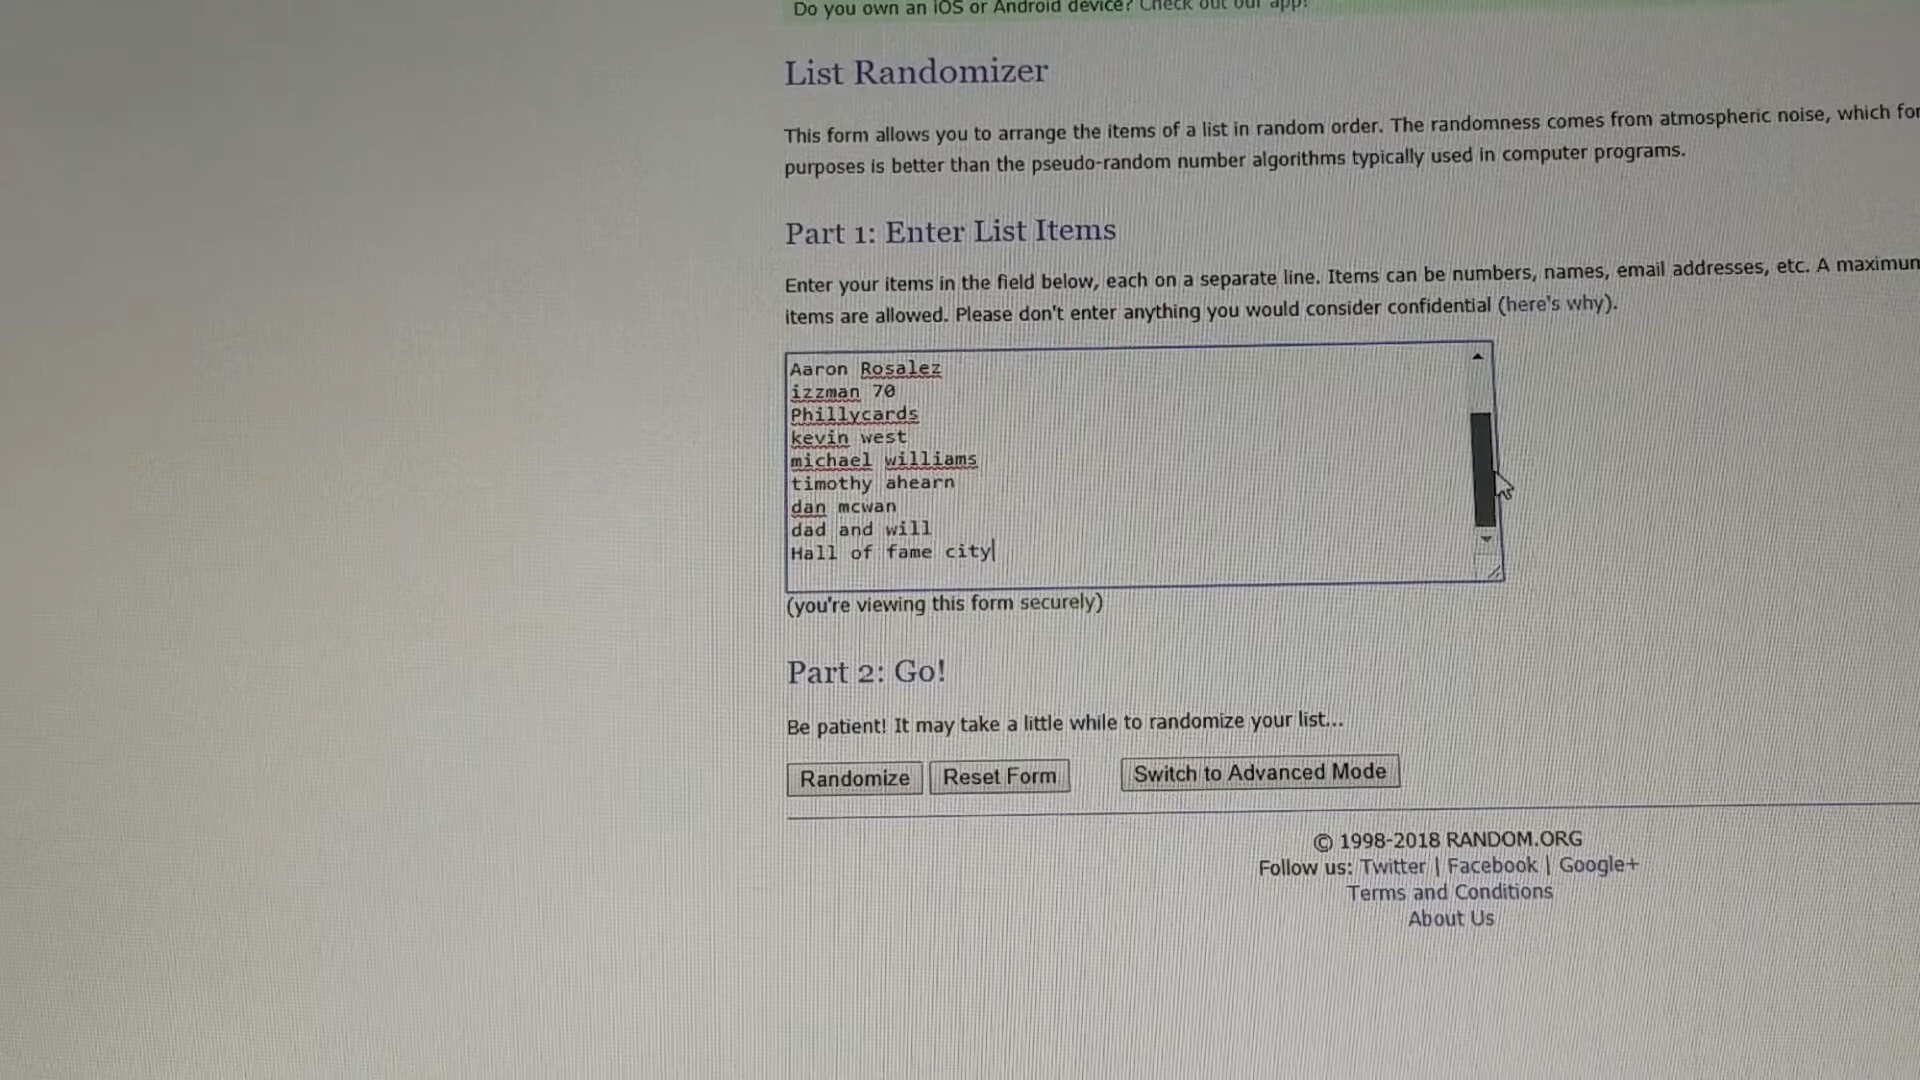 Do you own an iOS or Android device? Check out our app!
List Randomizer
This form allows you to arrange the items of a list in random order. The randomness comes from atmospheric noise, which for
purposes is better than the pseudo-random number algorithms typically used in computer programs.
Part 1: Enter List Items
Enter your items in the field below, each on a separate line. Items can be numbers, names, email addresses, etc. A maximum
items are allowed. Please don't enter anything you would consider confidential (here's why).
Aaron Rosalez
izzman 70
Phillycards
kevin west
michael williams
timothy ahearn
dan mcwan
dad and will
Hall of fame city
(you're viewing this form securely)
Part 2: Go!
Be patient! It may take a little while to randomize your list...
Randomize Reset Form Switch to Advanced Mode
© 1998-2018 RANDOM.ORG
Follow us: Twitter | Facebook | Google+
Terms and Conditions
About Us